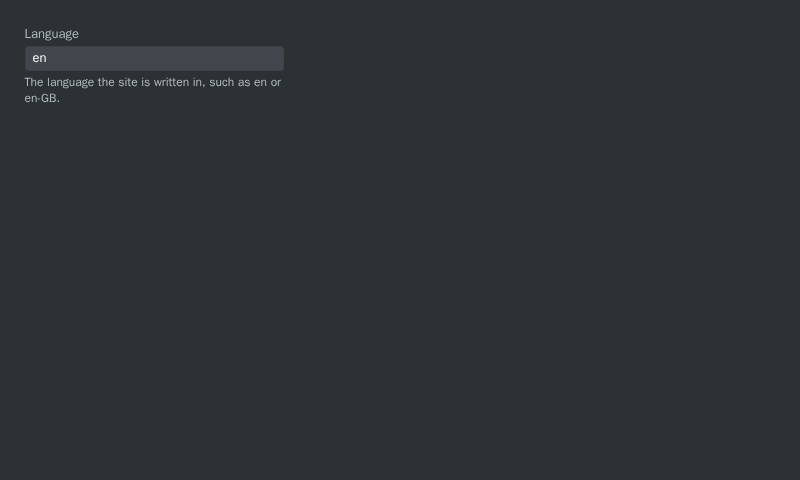 Language
en
The language the site is written in, such as en or
en-GB.